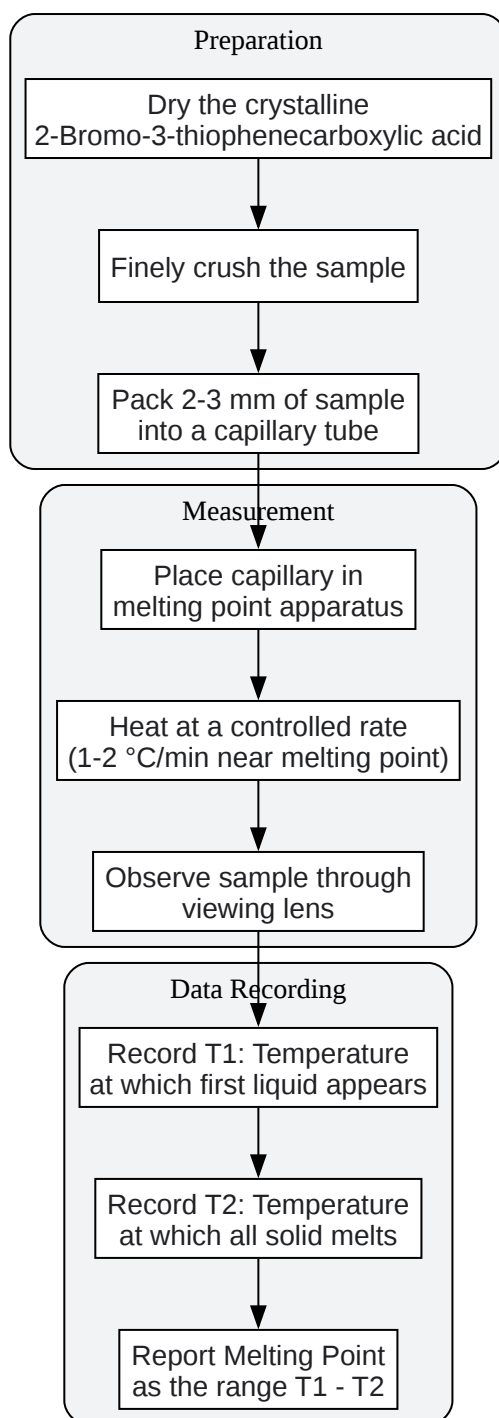 Preparation
Dry the crystalline
2-Bromo-3-thiophenecarboxylic acid
Finely crush the sample
Pack 2-3 mm of sample
into a capillary tube
Measurement
Place capillary in
melting point apparatus
Heat at a controlled rate
(1-2 °C/min near melting point)
Observe sample through
viewing lens
Data Recording
Record T1: Temperature
at which first liquid appears
Record T2: Temperature
at which all solid melts
Report Melting Point
as the range T1 - T2